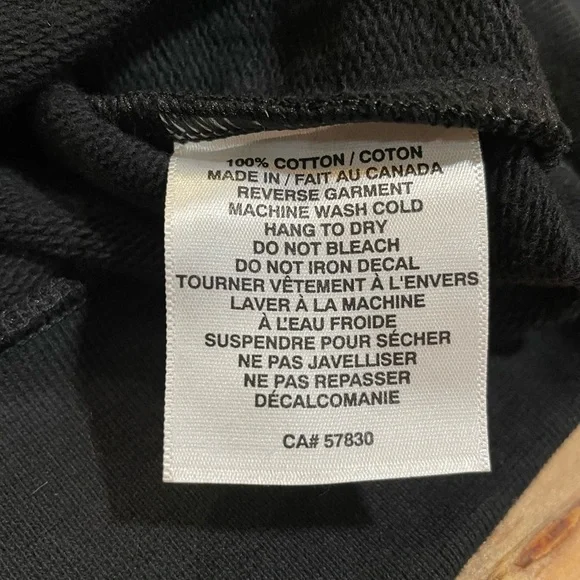 100% COTTON / COTON
MADE IN / FAIT AU CANADA
REVERSE GARMENT
MACHINE WASH COLD
HANG TO DRY
DO NOT BLEACH
DO NOT IRON DECAL
TOURNER VÊTEMENT À L'ENVERS
LAVER À LA MACHINE
À L'EAU FROIDE
SUSPENDRE POUR SÉCHER
NE PAS JAVELLISER
NE PAS REPASSER
DÉCALCOMANIE
CA# 57830